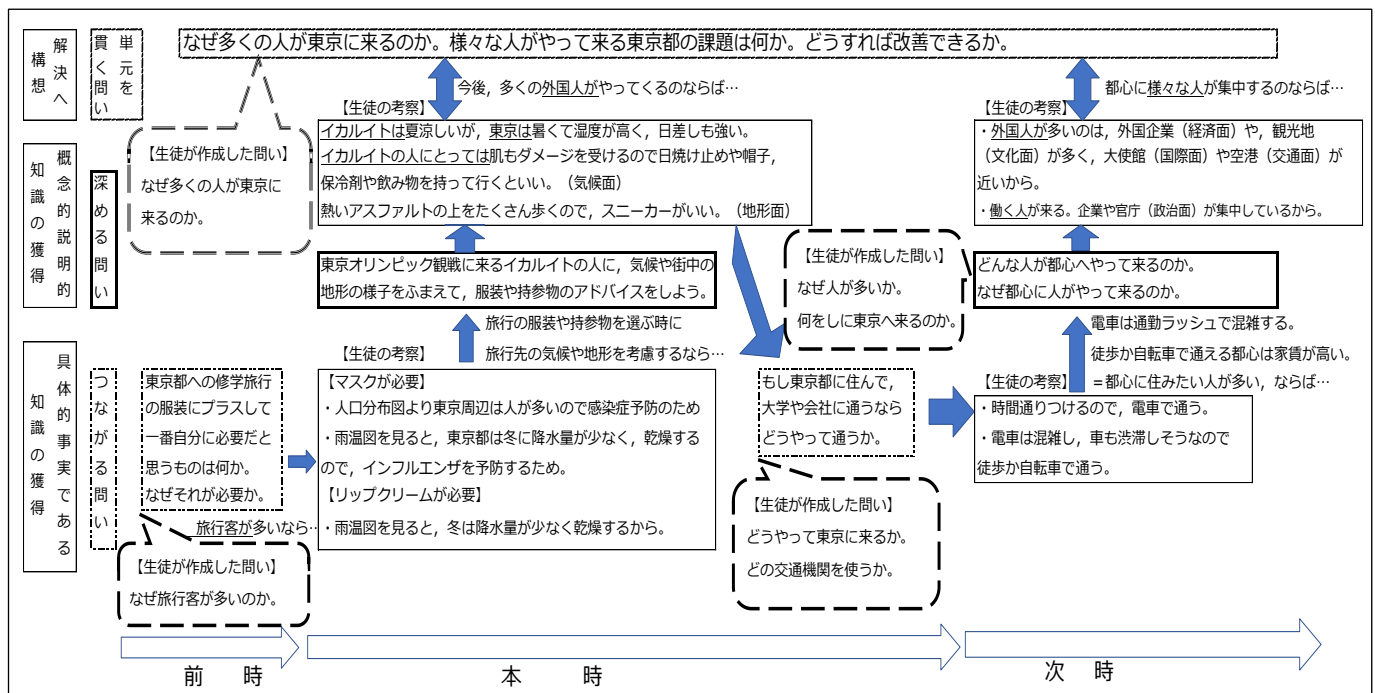 解決へ
構想
単元を
貫く問い
なぜ多くの人が東京に来るのか。様々な人がやって来る東京都の課題は何か。どうすれば改善できるか。
今後，多くの外国人がやってくるのならば…
都心に様々な人が集中するのならば…
概念的説明的
知識の獲得
深める問い
【生徒が作成した問い】
なぜ多くの人が東京に
来るのか。
【生徒の考察】
イカルイトは夏涼しいが，東京は暑くて湿度が高く，日差しも強い。
イカルイトの人にとっては肌もダメージを受けるので日焼け止めや帽子，
保冷剤や飲み物を持って行くといい。（気候面）
熱いアスファルトの上をたくさん歩くので，スニーカーがいい。（地形面）
【生徒の考察】
・外国人が多いのは，外国企業（経済面）や，観光地
（文化面）が多く，大使館（国際面）や空港（交通面）が
近いから。
・働く人が来る。企業や官庁（政治面）が集中しているから。
東京オリンピック観戦に来るイカルイトの人に，気候や街中の
地形の様子をふまえて，服装や持参物のアドバイスをしよう。
【生徒が作成した問い】
なぜ人が多いか。
何をしに東京へ来るのか。
どんな人が都心へやって来るのか。
なぜ都心に人がやって来るのか。
旅行の服装や持参物を選ぶ時に
旅行先の気候や地形を考慮するなら…
電車は通勤ラッシュで混雑する。
徒歩か自転車で通える都心は家賃が高い。
＝都心に住みたい人が多い，ならば…
具体的事実である
知識の獲得
つながる問い
東京都への修学旅行
の服装にプラスして
一番自分に必要だと
思うものは何か。
なぜそれが必要か。
旅行客が多いなら…
【生徒が作成した問い】
なぜ旅行客が多いのか。
【生徒の考察】
【マスクが必要】
・人口分布図より東京周辺は人が多いので感染症予防のため
・雨温図を見ると，東京都は冬に降水量が少なく，乾燥する
ので，インフルエンザを予防するため。
【リップクリームが必要】
・雨温図を見ると，冬は降水量が少なく乾燥するから。
もし東京都に住んで，
大学や会社に通うなら
どうやって通うか。
【生徒が作成した問い】
どうやって東京に来るか。
どの交通機関を使うか。
【生徒の考察】
・時間通りつけるので，電車で通う。
・電車は混雑し，車も渋滞しそうなので
徒歩か自転車で通う。
前　時
本　時
次　時